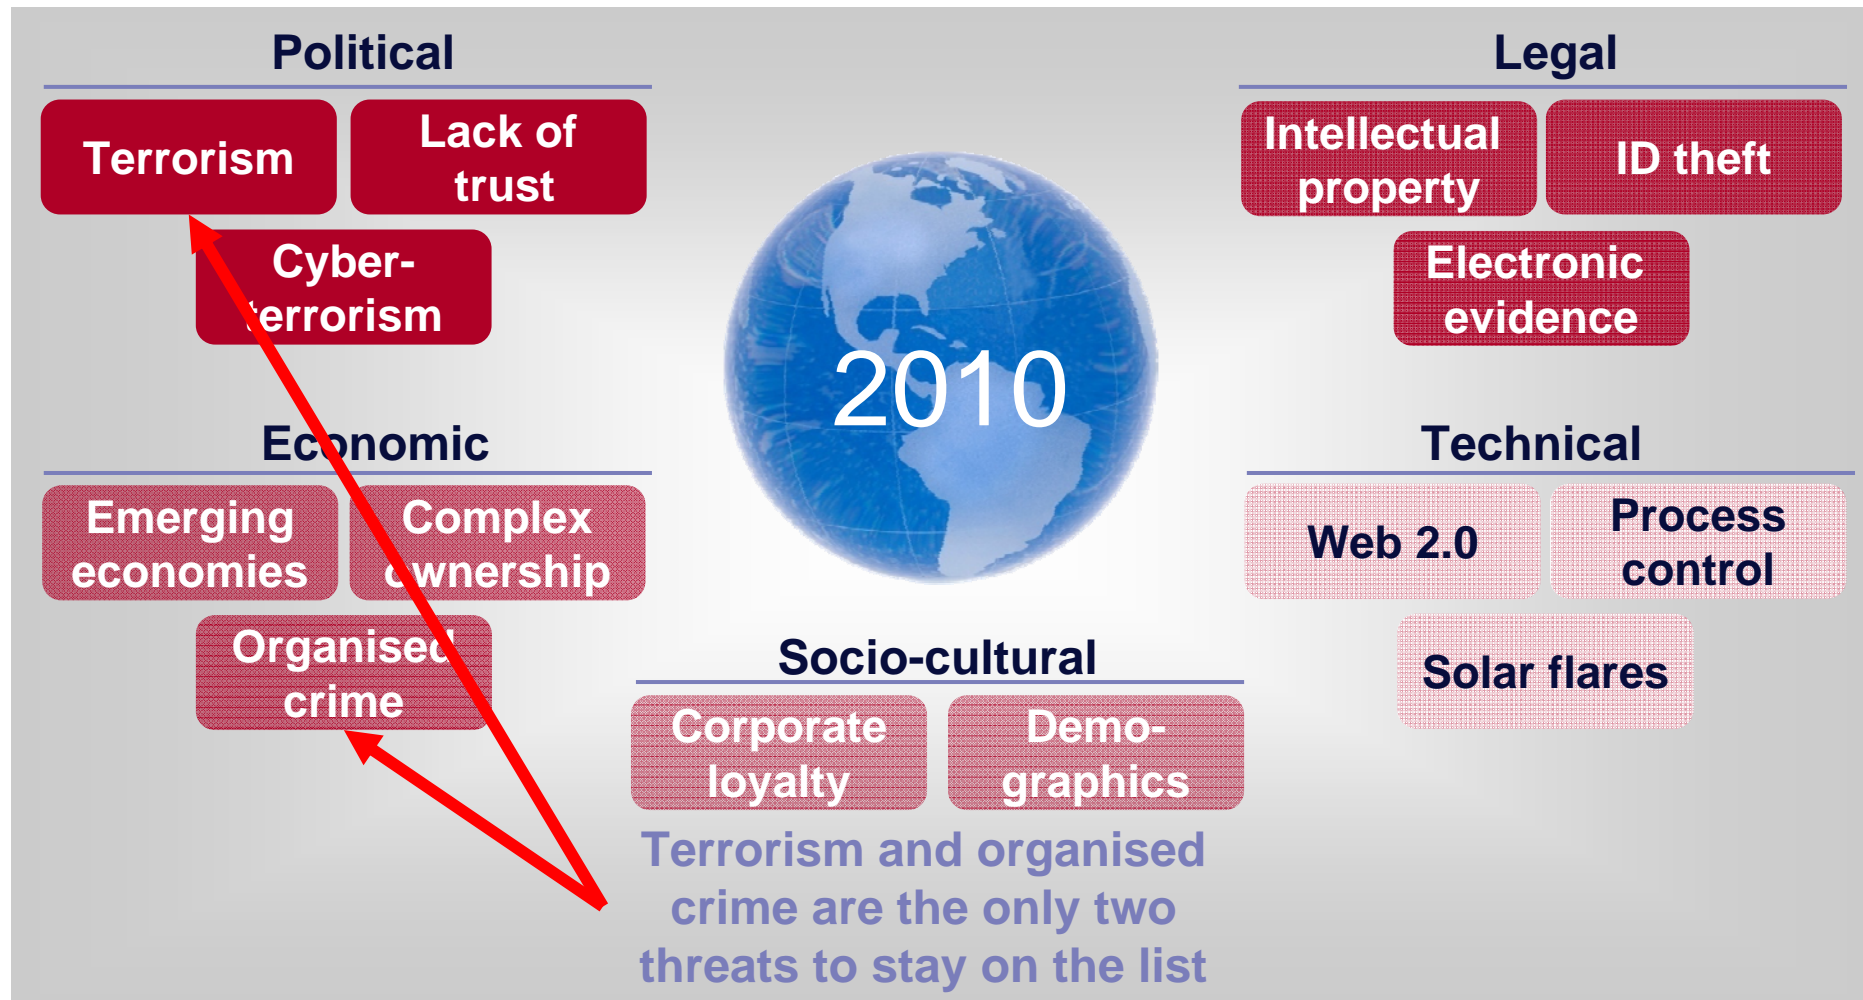 Political
Terrorism
Lack of
trust
Cyber-
terrorism
Legal
Intellectual
property
ID theft
Electronic
evidence
2010
Economic
Emerging
economies
Complex
ownership
Organised
crime
Technical
Web 2.0
Process
control
Solar flares
Socio-cultural
Corporate
loyalty
Demo-
graphics
Terrorism and organised
crime are the only two
threats to stay on the list